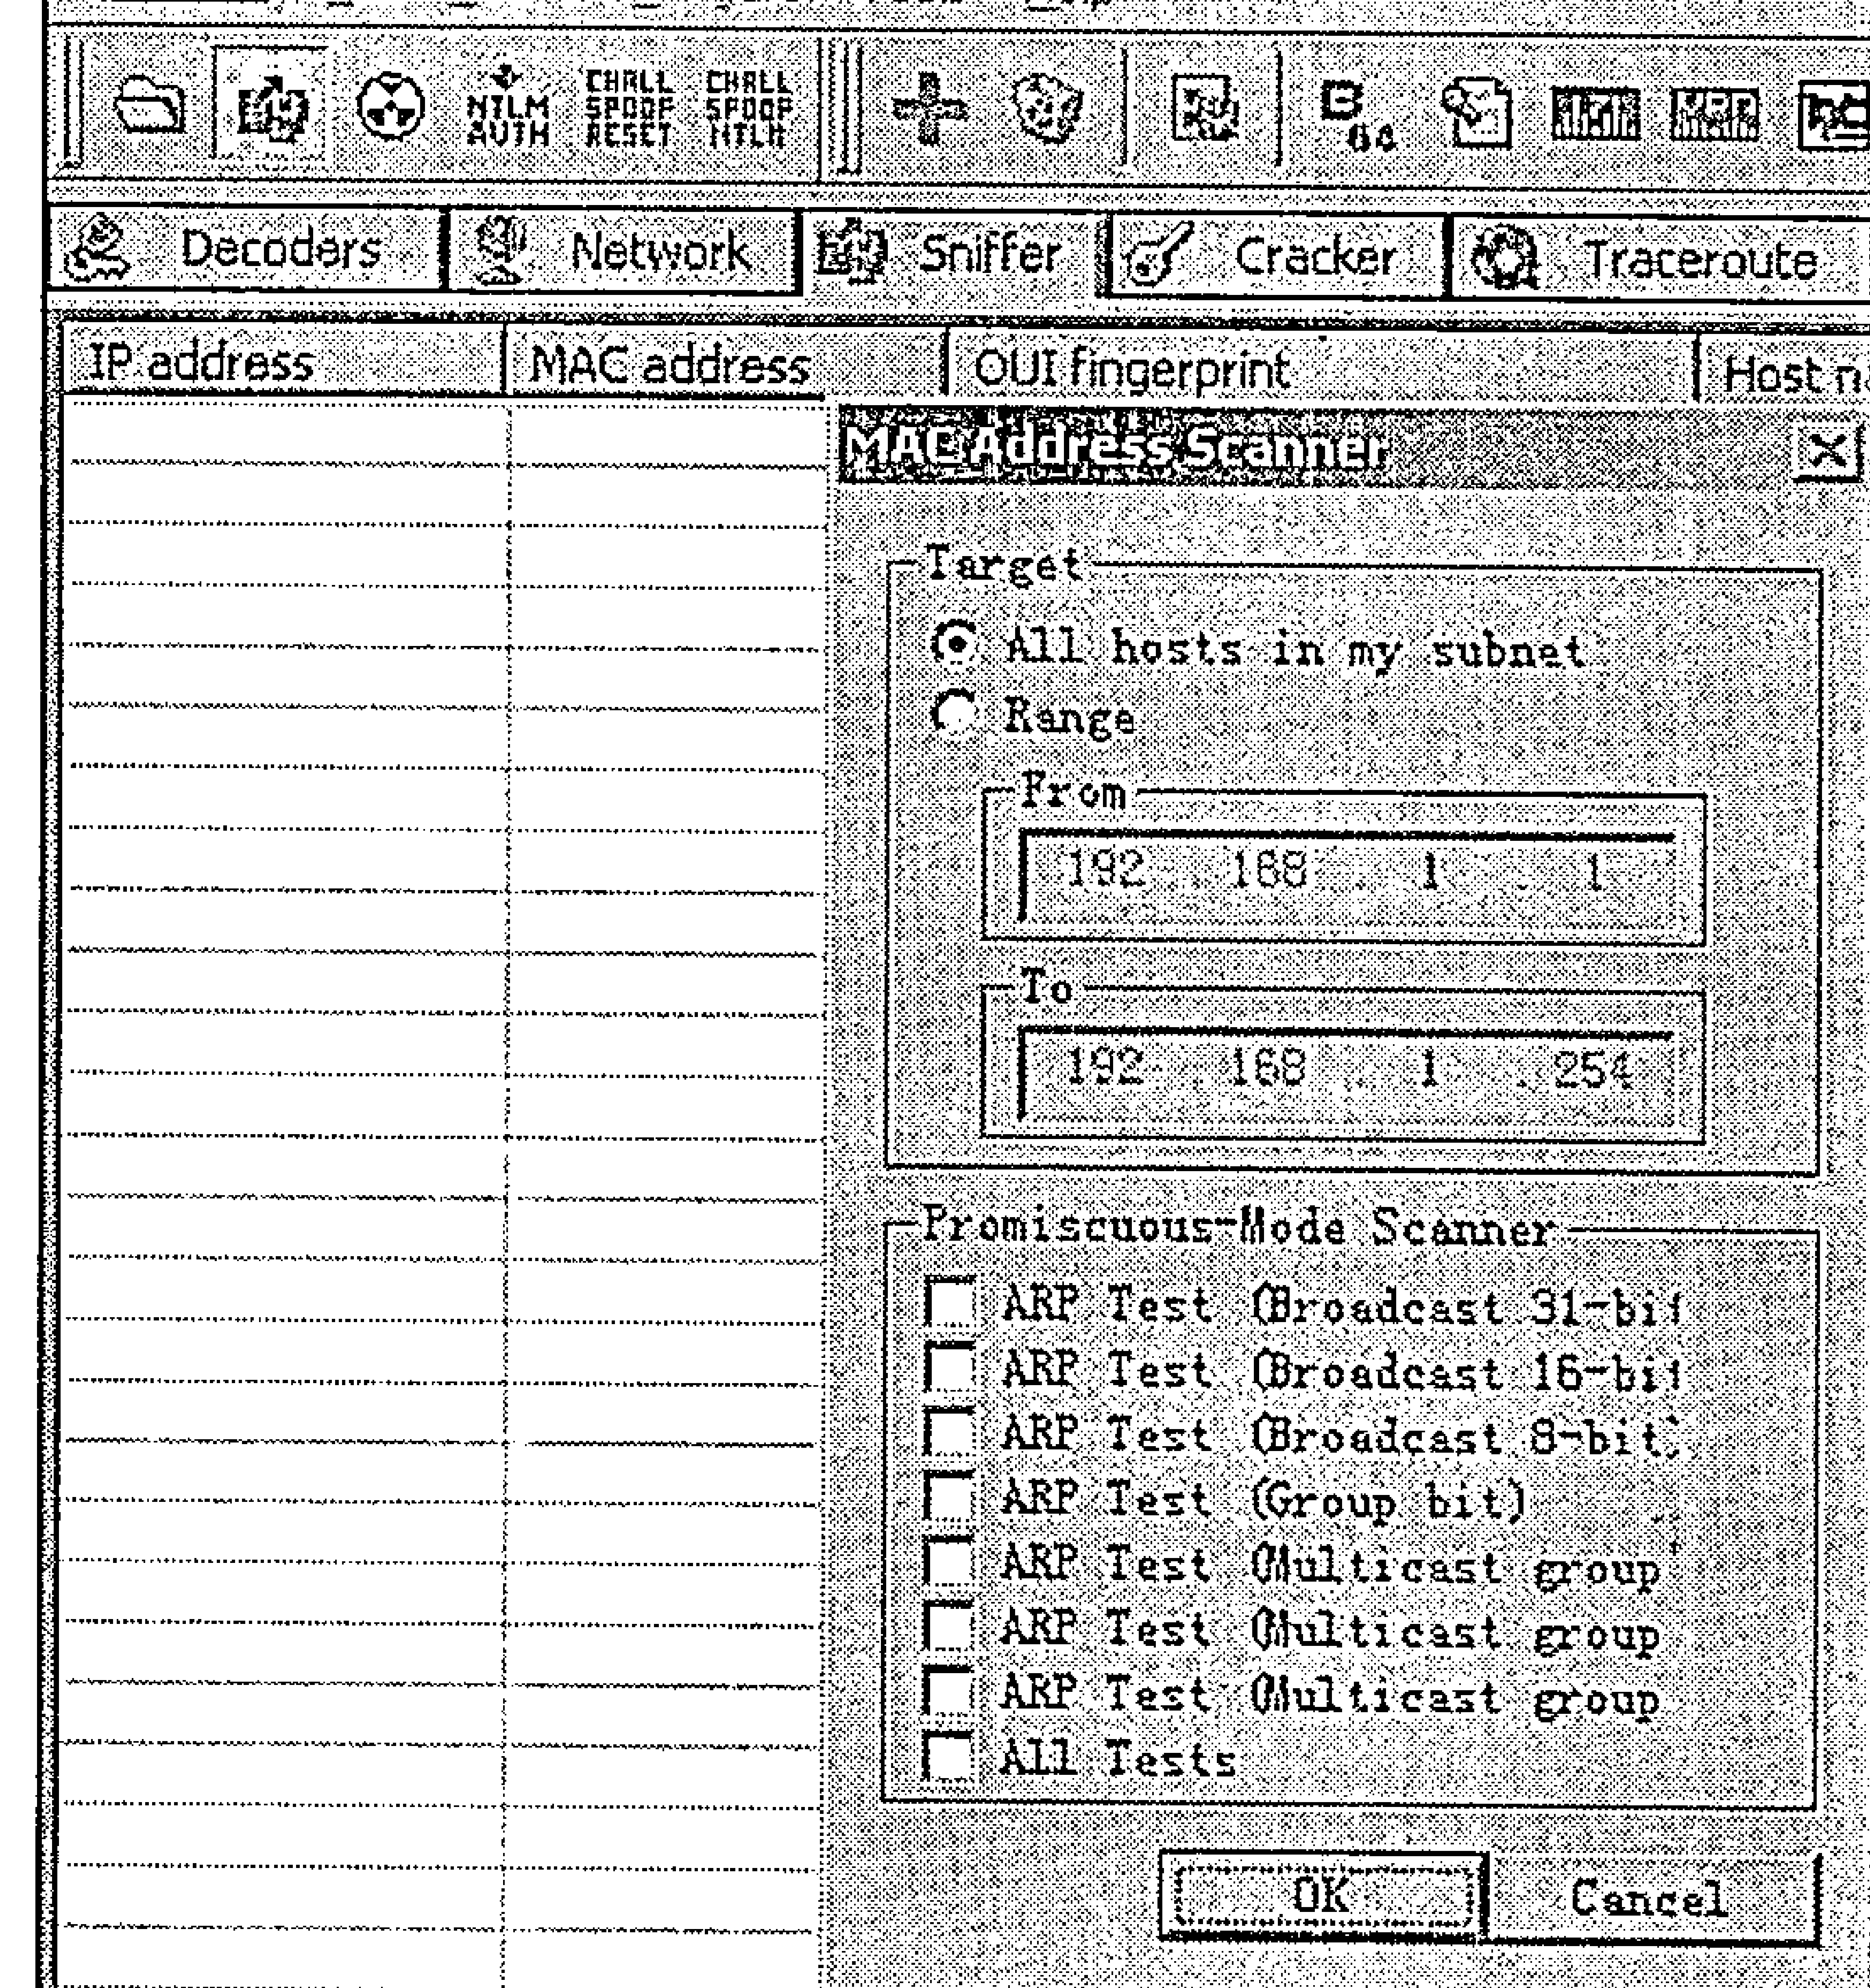 NTLM AUTH
CHALL SPOOF RESET
CHALL SPOOF NTLM
B 64
Decoders Network Sniffer Cracker Traceroute
IP address MAC address OUI fingerprint Host
MAC Address Scanner
Target
All hosts in my subnet
Range
From
192 . 168 . 1 . 1
To
192 . 168 . 1 . 254
Promiscuous-Mode Scanner
ARP Test (Broadcast 31-bit
ARP Test (Broadcast 16-bit
ARP Test (Broadcast 8-bit)
ARP Test (Group bit)
ARP Test (Multicast group
ARP Test (Multicast group
ARP Test (Multicast group
All Tests
OK Cancel